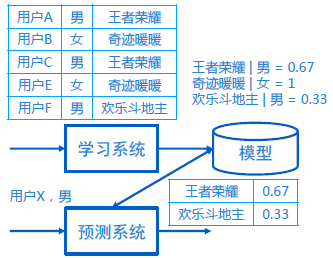 用户A 男 王者荣耀
用户B 女 奇迹暖暖
用户C 男 王者荣耀
用户E 女 奇迹暖暖
用户F 男 欢乐斗地主
王者荣耀 | 男 = 0.67
奇迹暖暖 | 女 = 1
欢乐斗地主 | 男 = 0.33
学习系统
模型
用户X，男
王者荣耀 0.67
欢乐斗地主 0.33
预测系统